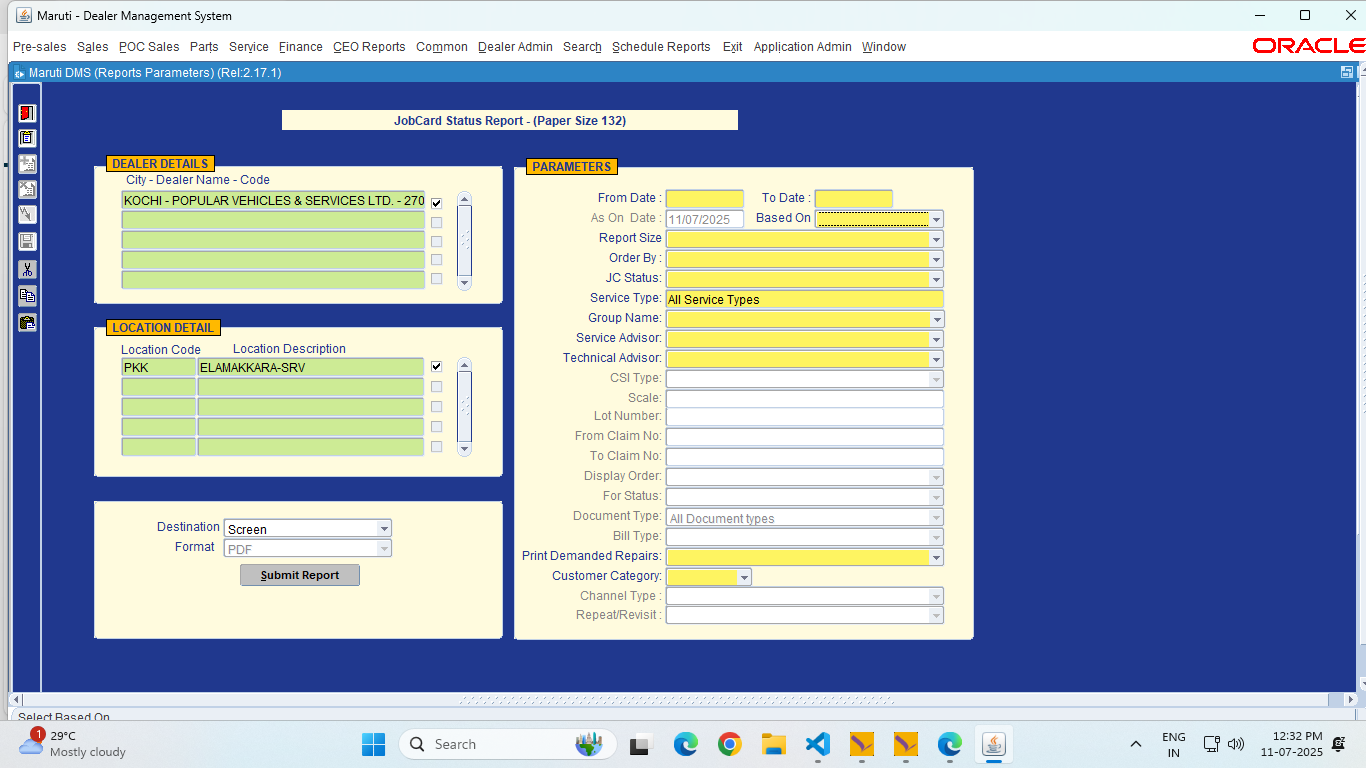 Maruti - Dealer Management System
Pre-sales Sales POC Sales Parts Service Finance CEO Reports Common Dealer Admin Search Schedule Reports Exit Application Admin Window
ORACLE
Maruti DMS (Reports Parameters) (Rel:2.17.1)
JobCard Status Report - (Paper Size 132)
DEALER DETAILS
City - Dealer Name - Code
KOCHI - POPULAR VEHICLES & SERVICES LTD. - 270
LOCATION DETAIL
Location Code Location Description
PKK ELAMAKKARA-SRV
Destination Screen
Format PDF
Submit Report
PARAMETERS
From Date : To Date :
As On Date : 11/07/2025 Based On
Report Size
Order By :
JC Status:
Service Type: All Service Types
Group Name:
Service Advisor:
Technical Advisor:
CSI Type:
Scale:
Lot Number:
From Claim No:
To Claim No:
Display Order:
For Status:
Document Type: All Document types
Bill Type:
Print Demanded Repairs:
Customer Category:
Channel Type :
Repeat/Revisit :
Select Based On
1
29°C
Mostly cloudy
Search
ENG
IN
12:32 PM
11-07-2025